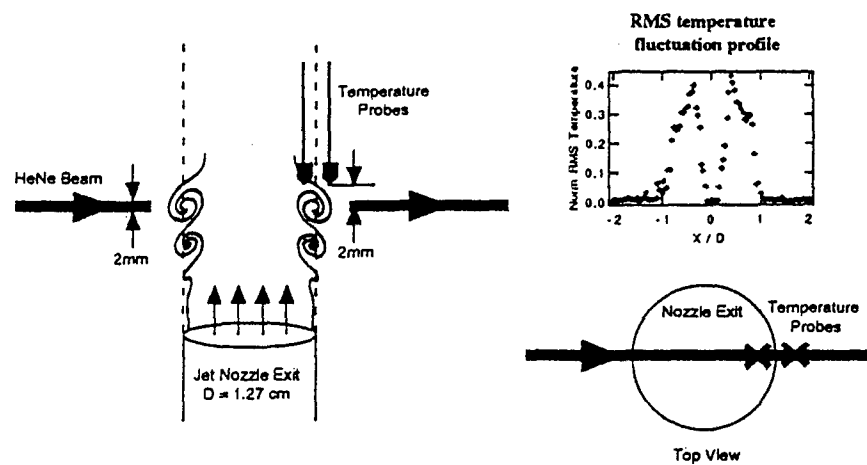 RMS temperature
fluctuation profile
Temperature
Probes
HeNe Beam
2mm
2mm
Jet Nozzle Exit
D = 1.27 cm
Norm RMS Temperature
0.4
0.3
0.2
0.1
0.0
-2
-1
0
1
2
X / D
Nozzle Exit
Temperature
Probes
Top View